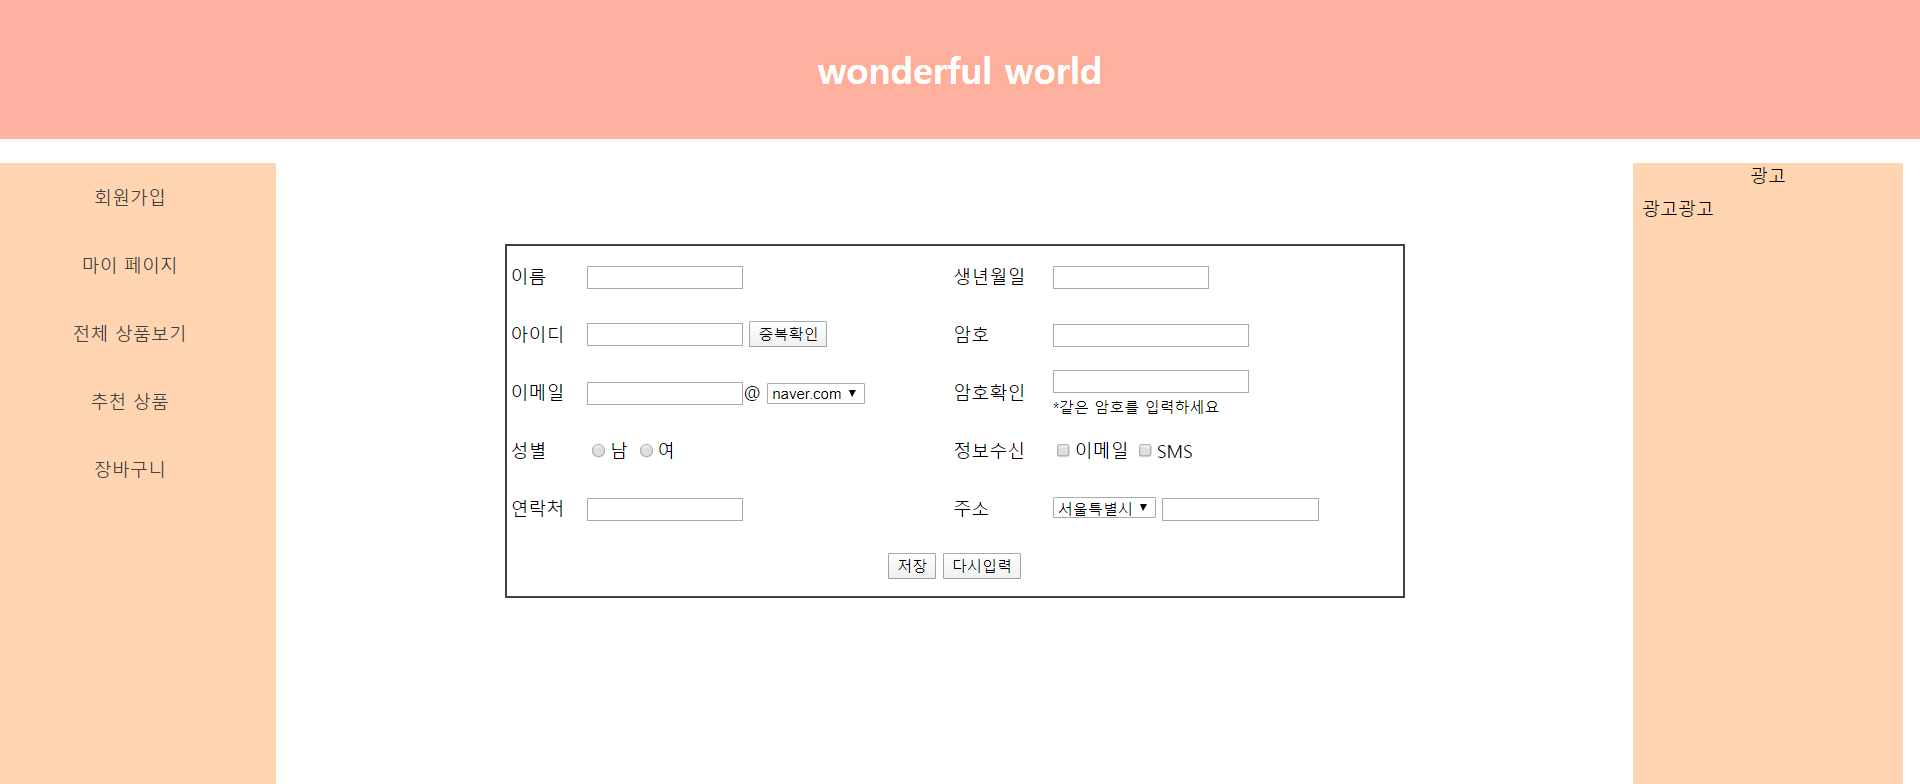 wonderful world
회원가입
마이 페이지
전체 상품보기
추천 상품
장바구니
이름 생년월일
아이디 중복확인 암호
이메일 @ naver.com 암호확인
*같은 암호를 입력하세요
성별 남 여 정보수신 이메일 SMS
연락처 주소 서울특별시
저장 다시입력
광고
광고광고